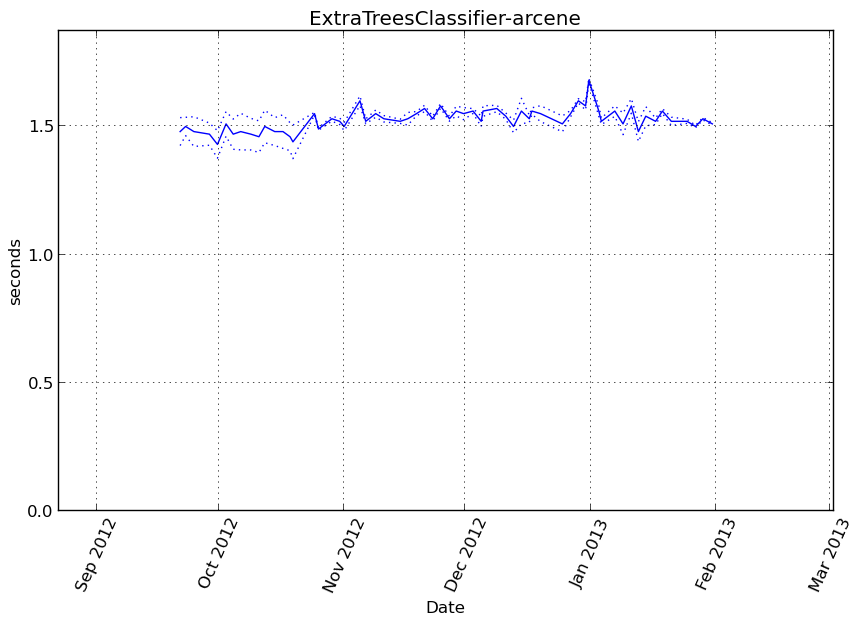 ExtraTreesClassifier-arcene
seconds
1.5
1.0
0.5
0.0
Sep 2012
Oct 2012
Nov 2012
Dec 2012
Jan 2013
Feb 2013
Mar 2013
Date